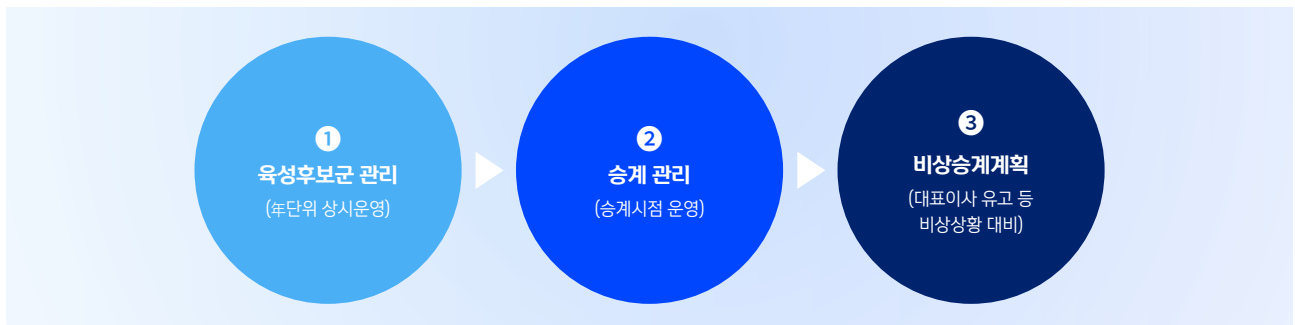 1
육성후보군 관리
(年단위 상시운영)
2
승계 관리
(승계시점 운영)
3
비상승계계획
(대표이사 유고 등
비상상황 대비)